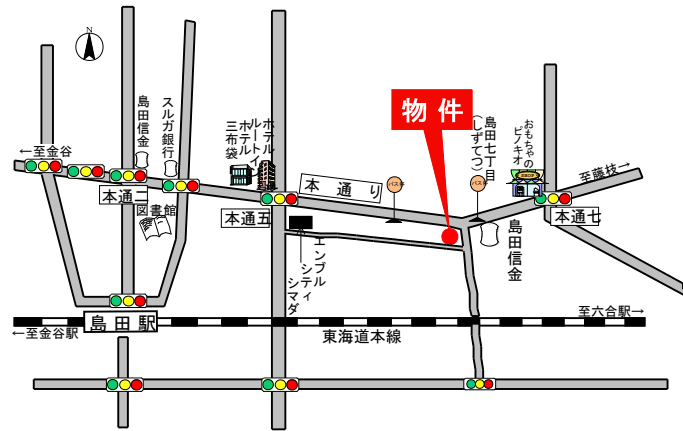 N
物件
島田信金
スルガ銀行
ホテル
ルートイン
ホテル
三布袋
バス停
島田七丁目
(しずてつ)
バス停
おもちゃの
ピノキオ
←至金谷
至藤枝→
本通り
本通二
図書館
本通五
本通七
島田信金
エンブル
シティ
シマダ
島田駅
←至金谷駅
東海道本線
至六合駅→